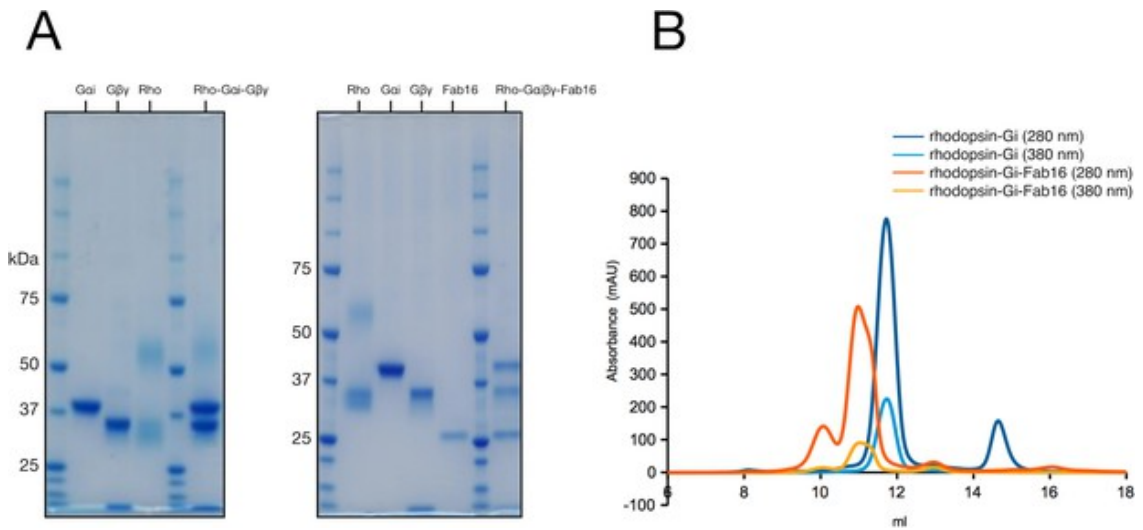 A
B
Gαi Gβγ Rho Rho-Gαi-Gβγ
Rho Gαi Gβγ Fab16 Rho-Gαiβγ-Fab16
kDa
75
50
37
25
75
50
37
25
rhodopsin-Gi (280 nm)
rhodopsin-Gi (380 nm)
rhodopsin-Gi-Fab16 (280 nm)
rhodopsin-Gi-Fab16 (380 nm)
Absorbance (mAU)
900
800
700
600
500
400
300
200
100
0
-100
6 8 10 12 14 16 18
ml